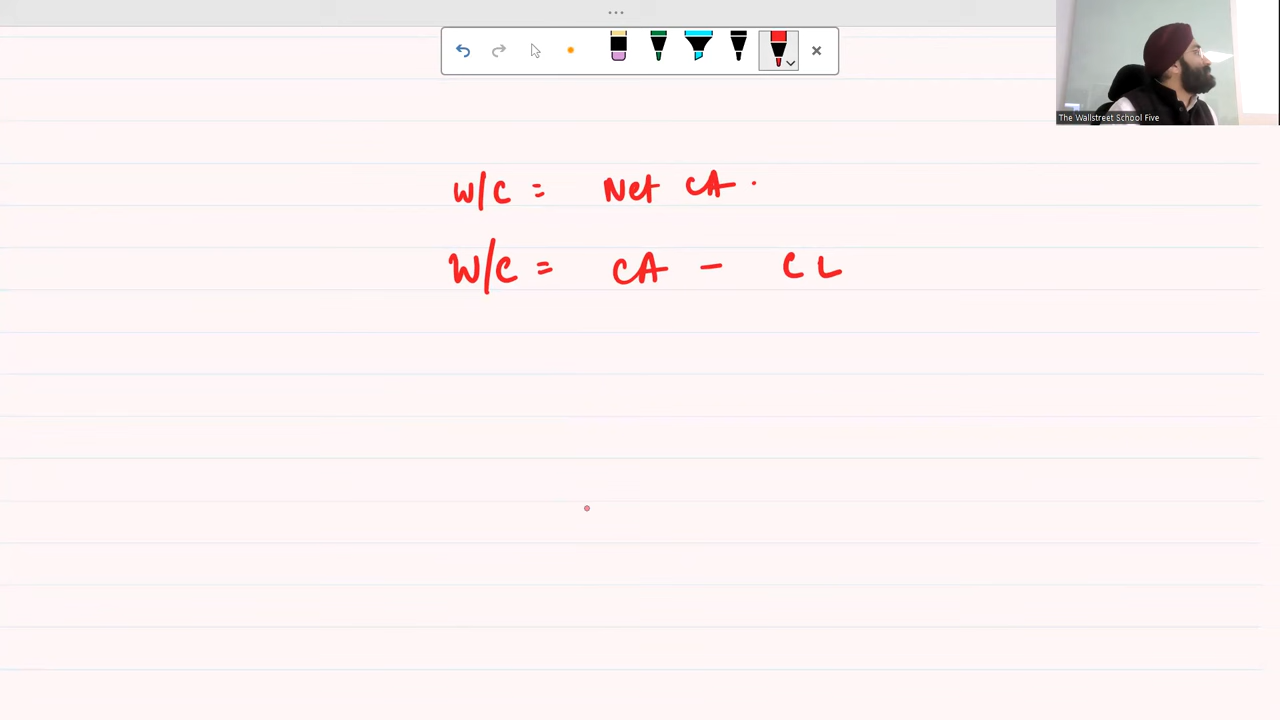 The Wallstreet School Five
W/C = Net CA .
W/C = CA - CL